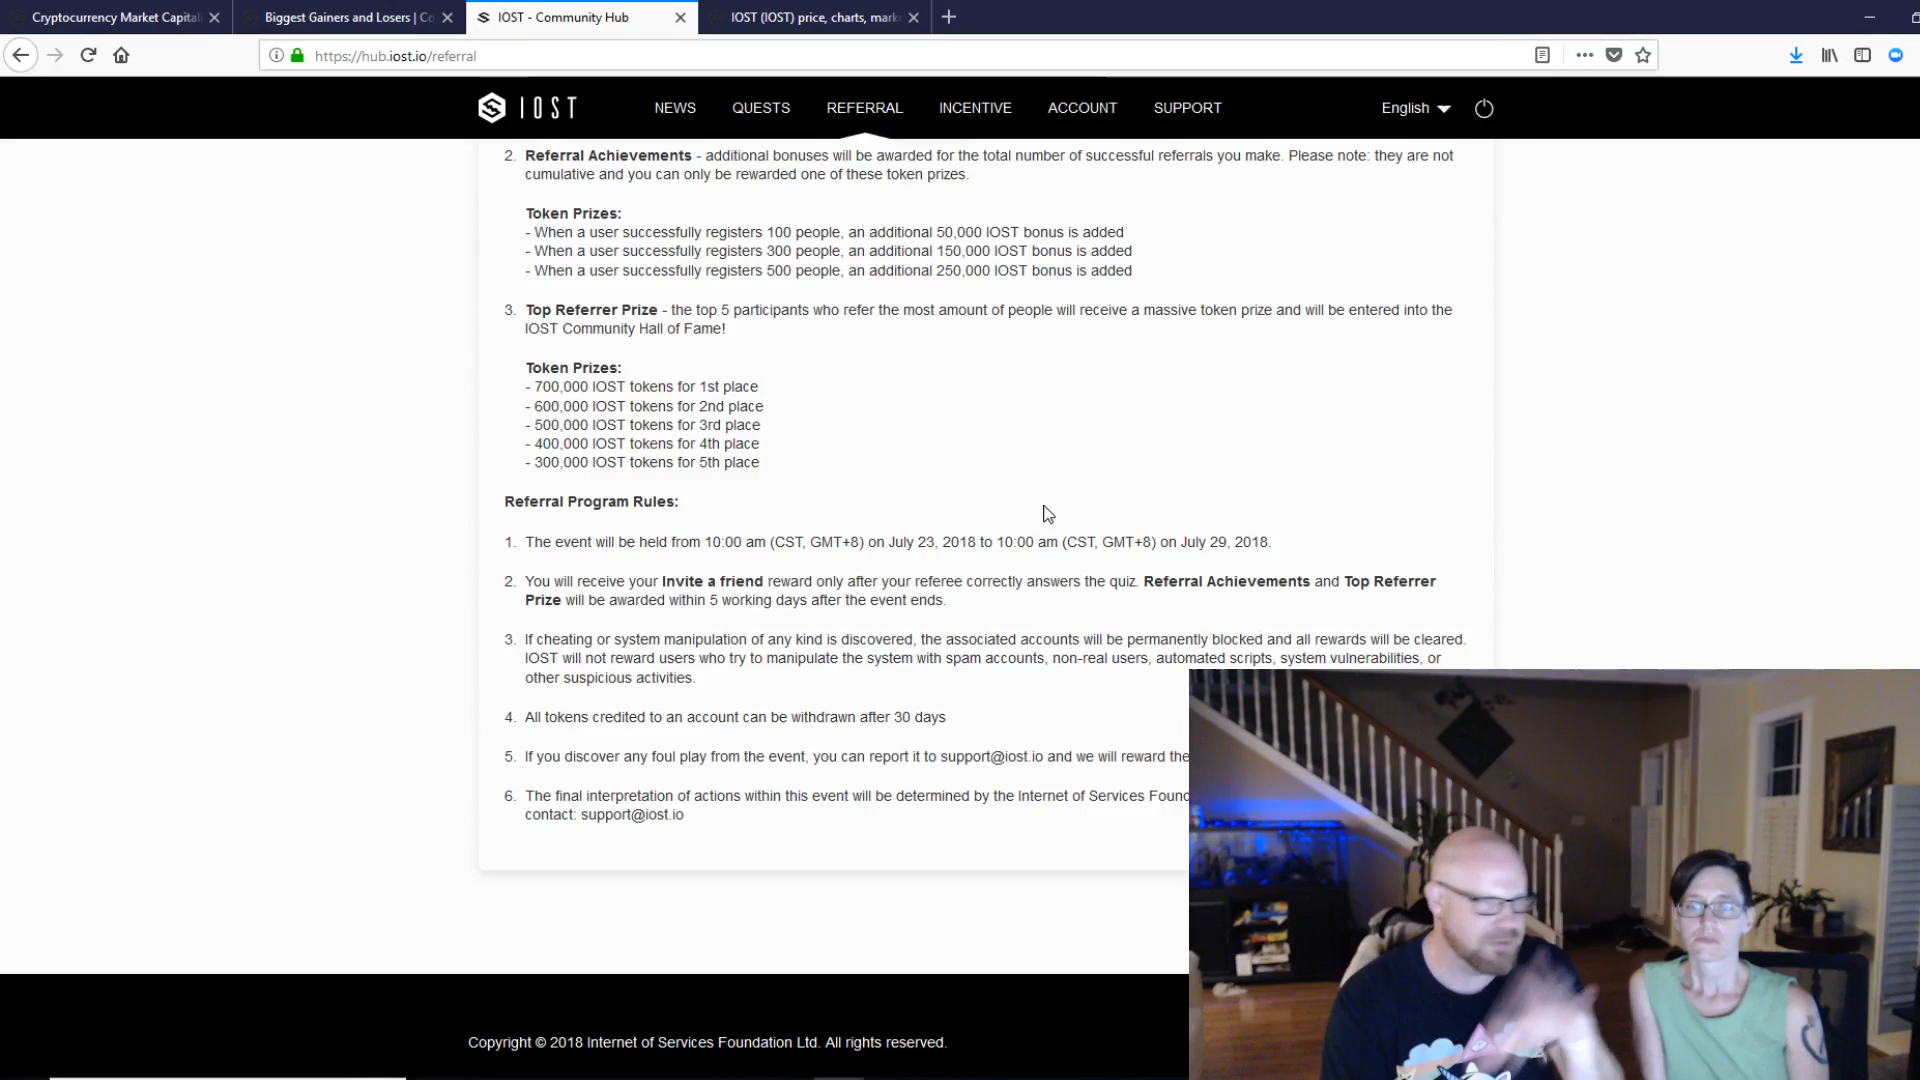 Cryptocurrency Market Capital
Biggest Gainers and Losers | Co
IOST - Community Hub
IOST (IOST) price, charts, mark
https://hub.iost.io/referral
IOST
NEWS
QUESTS
REFERRAL
INCENTIVE
ACCOUNT
SUPPORT
English
2. Referral Achievements - additional bonuses will be awarded for the total number of successful referrals you make. Please note: they are not
cumulative and you can only be rewarded one of these token prizes.
Token Prizes:
- When a user successfully registers 100 people, an additional 50,000 IOST bonus is added
- When a user successfully registers 300 people, an additional 150,000 IOST bonus is added
- When a user successfully registers 500 people, an additional 250,000 IOST bonus is added
3. Top Referrer Prize - the top 5 participants who refer the most amount of people will receive a massive token prize and will be entered into the
IOST Community Hall of Fame!
Token Prizes:
- 700,000 IOST tokens for 1st place
- 600,000 IOST tokens for 2nd place
- 500,000 IOST tokens for 3rd place
- 400,000 IOST tokens for 4th place
- 300,000 IOST tokens for 5th place
Referral Program Rules:
1. The event will be held from 10:00 am (CST, GMT+8) on July 23, 2018 to 10:00 am (CST, GMT+8) on July 29, 2018.
2. You will receive your Invite a friend reward only after your referee correctly answers the quiz. Referral Achievements and Top Referrer
Prize will be awarded within 5 working days after the event ends.
3. If cheating or system manipulation of any kind is discovered, the associated accounts will be permanently blocked and all rewards will be cleared.
IOST will not reward users who try to manipulate the system with spam accounts, non-real users, automated scripts, system vulnerabilities, or
other suspicious activities.
4. All tokens credited to an account can be withdrawn after 30 days
5. If you discover any foul play from the event, you can report it to support@iost.io and we will reward the
6. The final interpretation of actions within this event will be determined by the Internet of Services Found
contact: support@iost.io
Copyright © 2018 Internet of Services Foundation Ltd. All rights reserved.